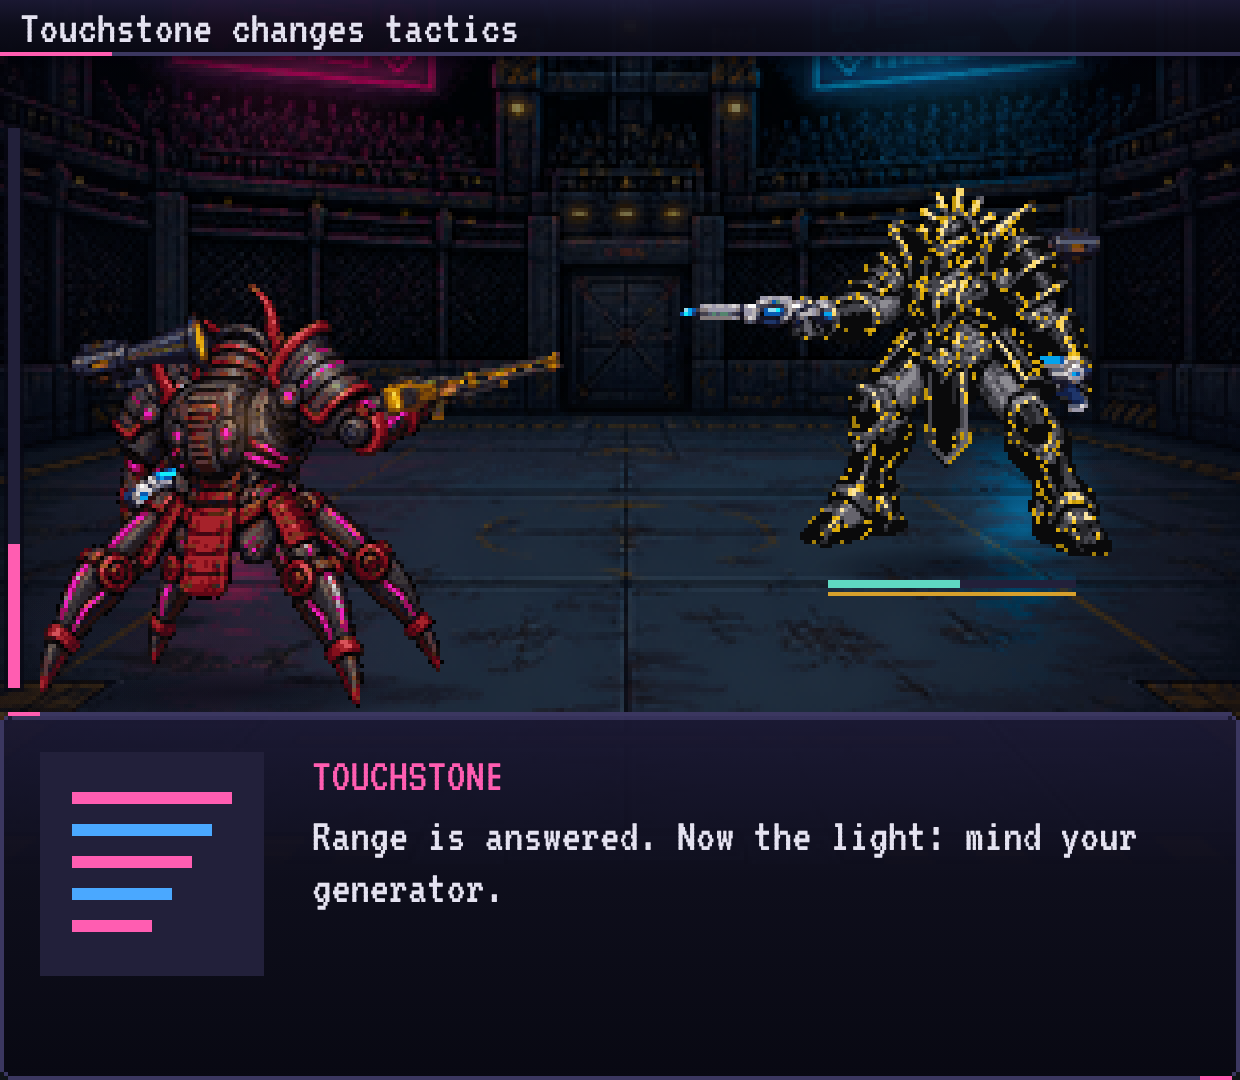 Touchstone changes tactics
TOUCHSTONE
Range is answered. Now the light: mind your
generator.